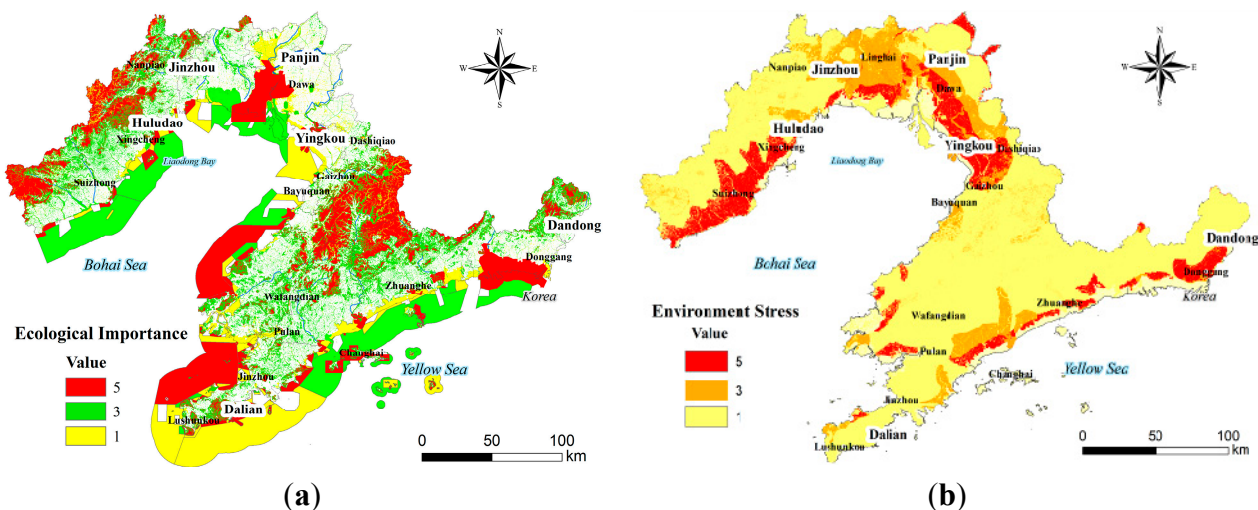 N
W E
S
Nanpiao
Jinzhou
Panjin
Dawa
Huludao
Xingcheng
Liaodong Bay
Yingkou
Dashiqiao
Suizhong
Gaizhou
Bayuquan
Dandong
Donggang
Bohai Sea
Zhuanghe
Korea
Wafangdian
Ecological Importance
Pulan
Value
Changhai
5
Yellow Sea
3
Jinzhou
1
Lushunkou
Dalian
0 50 100
km
(a)
N
W E
S
Linghai
Nanpiao
Jinzhou
Panjin
Dawa
Huludao
Xingcheng
Liaodong Bay
Yingkou
Dashiqiao
Suizhong
Gaizhou
Bayuquan
Dandong
Donggang
Bohai Sea
Zhuanghe
Korea
Environment Stress
Wafangdian
Value
Pulan
5
Changhai
Yellow Sea
3
Jinzhou
1
Dalian
Lushunkou
0 50 100
km
(b)